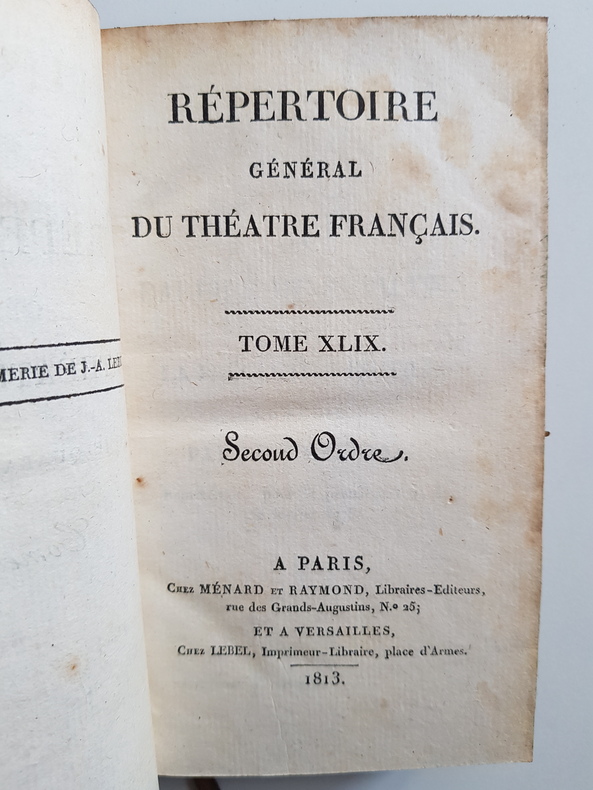 MERIE DE J.-A. LEB
RÉPERTOIRE
GÉNÉRAL
DU THÉATRE FRANÇAIS.
TOME XLIX.
Second Ordre.
A PARIS,
Chez MÉNARD et RAYMOND, Libraires-Editeurs,
rue des Grands-Augustins, N.º 25;
ET A VERSAILLES,
Chez LEBEL, Imprimeur-Libraire, place d'Armes.
1813.